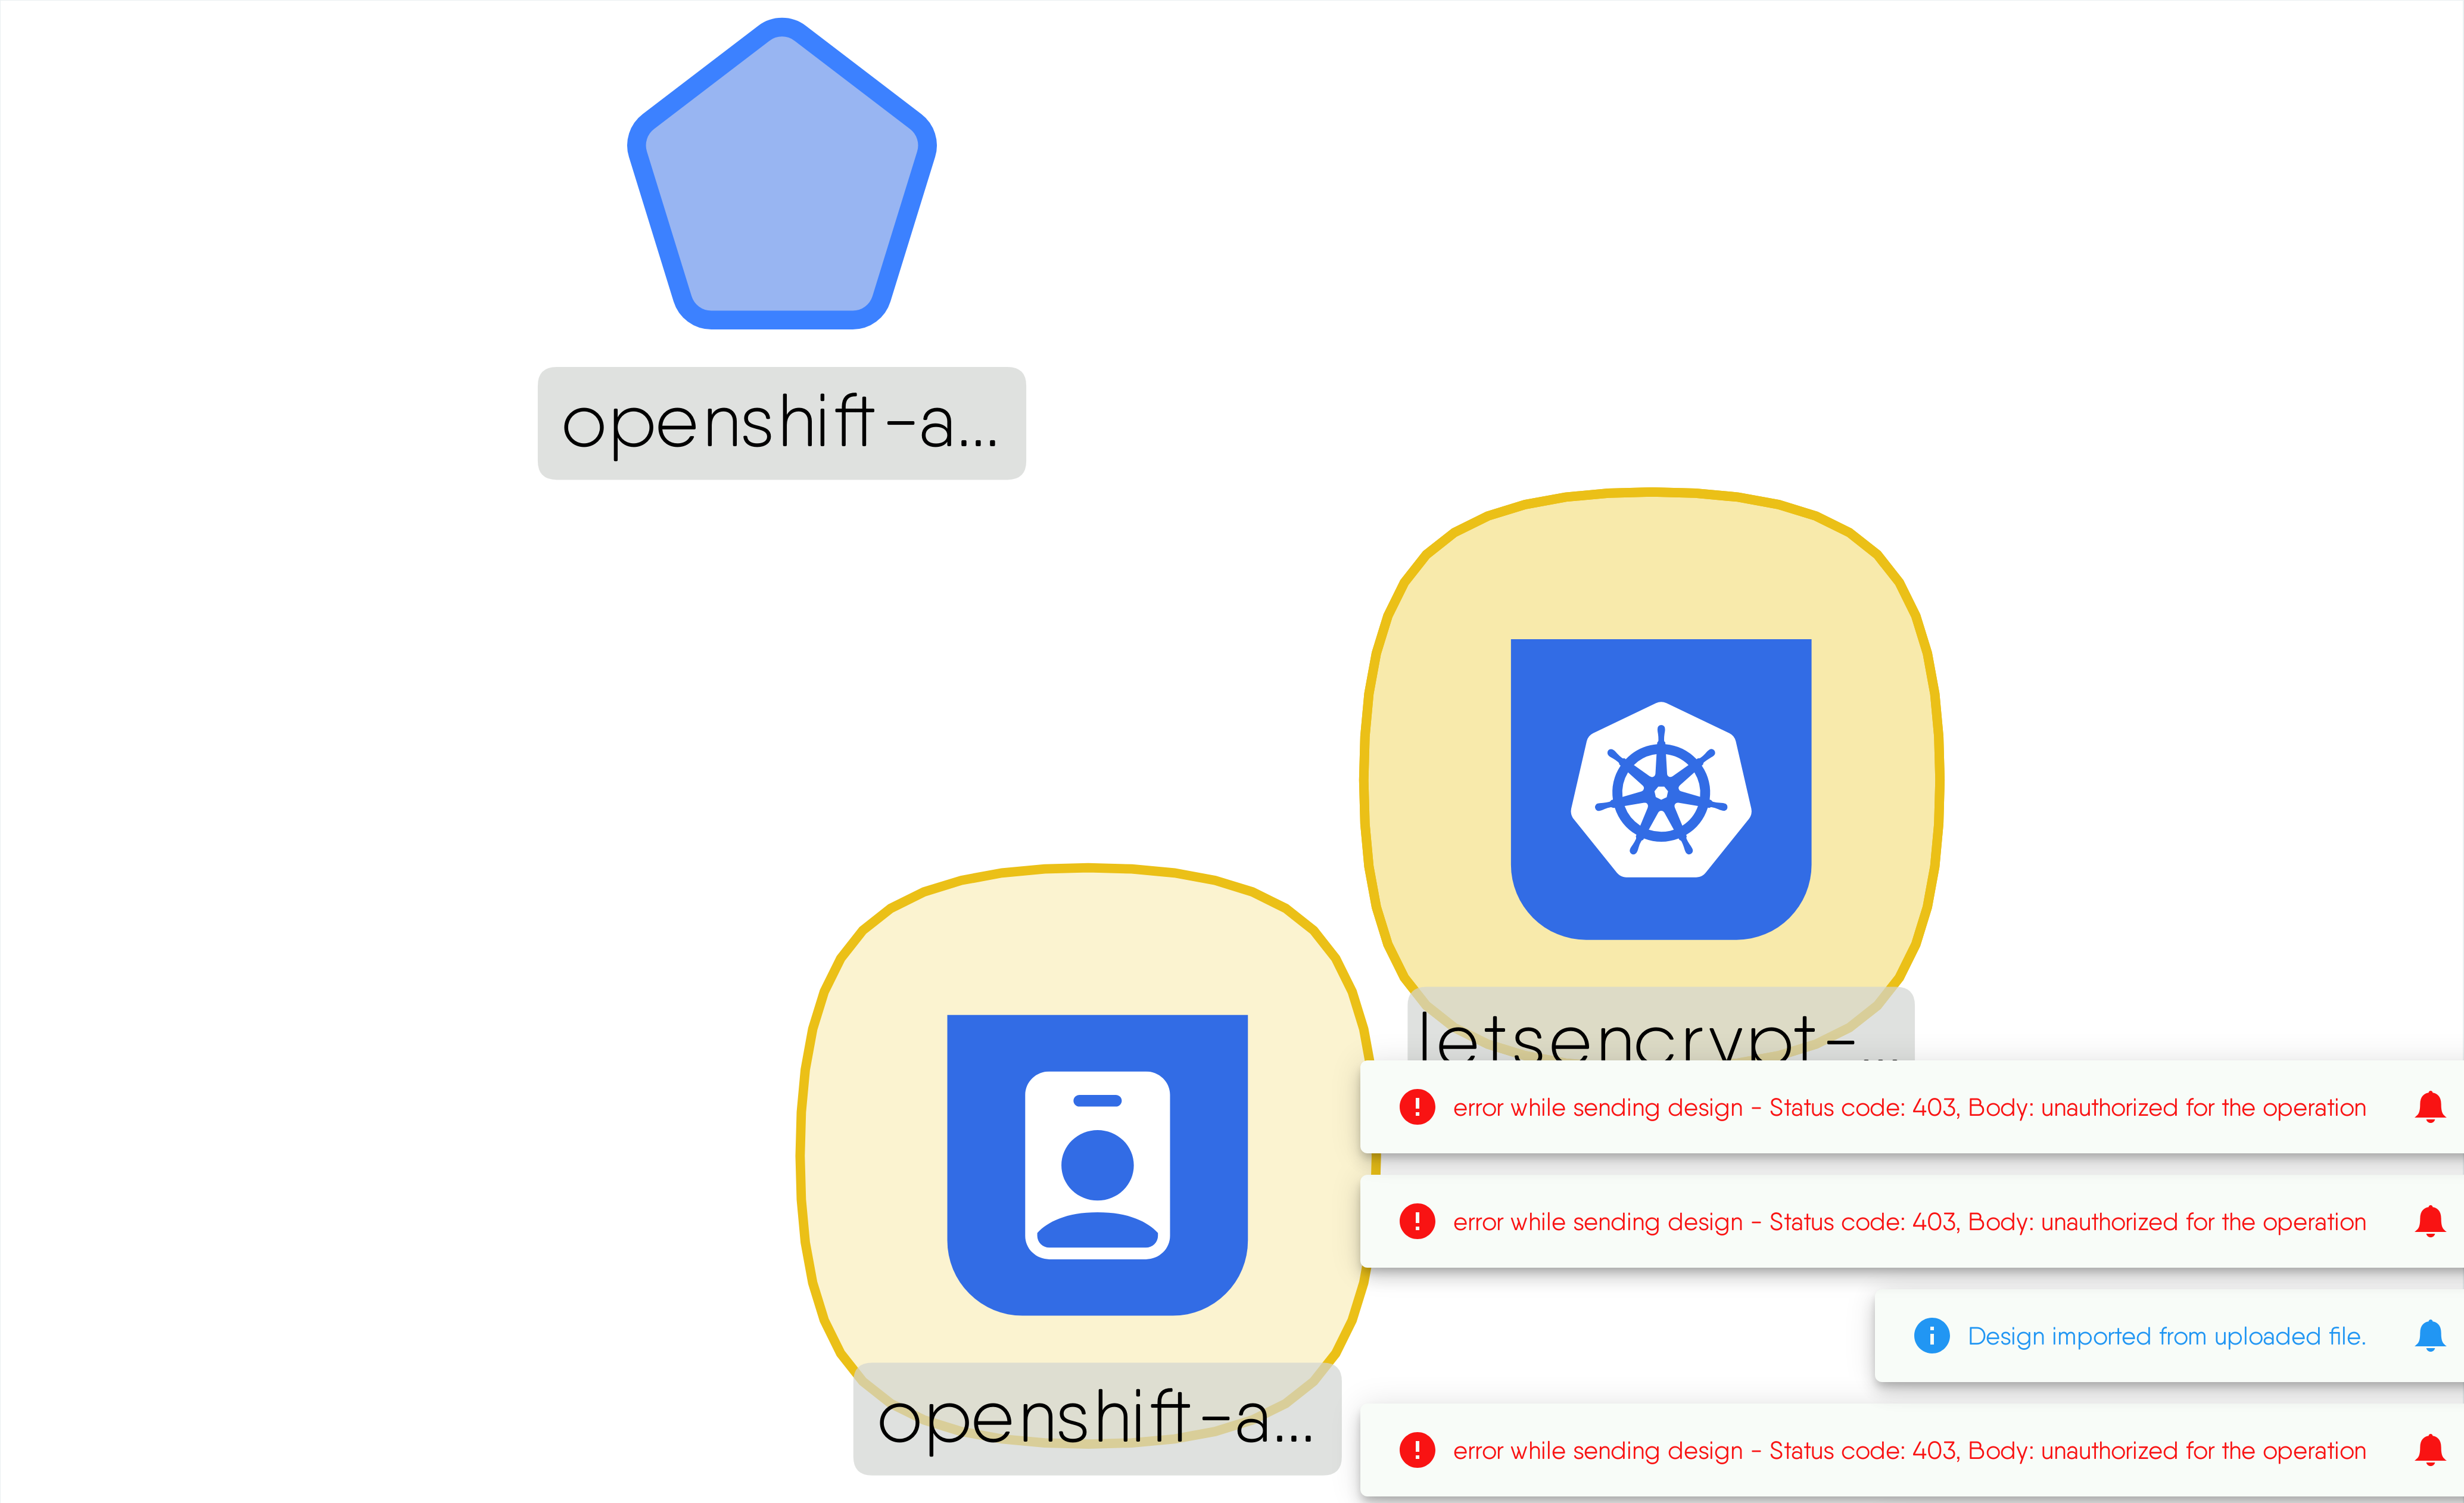 openshift-a...
letsencrypt-...
error while sending design - Status code: 403, Body: unauthorized for the operation
error while sending design - Status code: 403, Body: unauthorized for the operation
Design imported from uploaded file.
openshift-a...
error while sending design - Status code: 403, Body: unauthorized for the operation